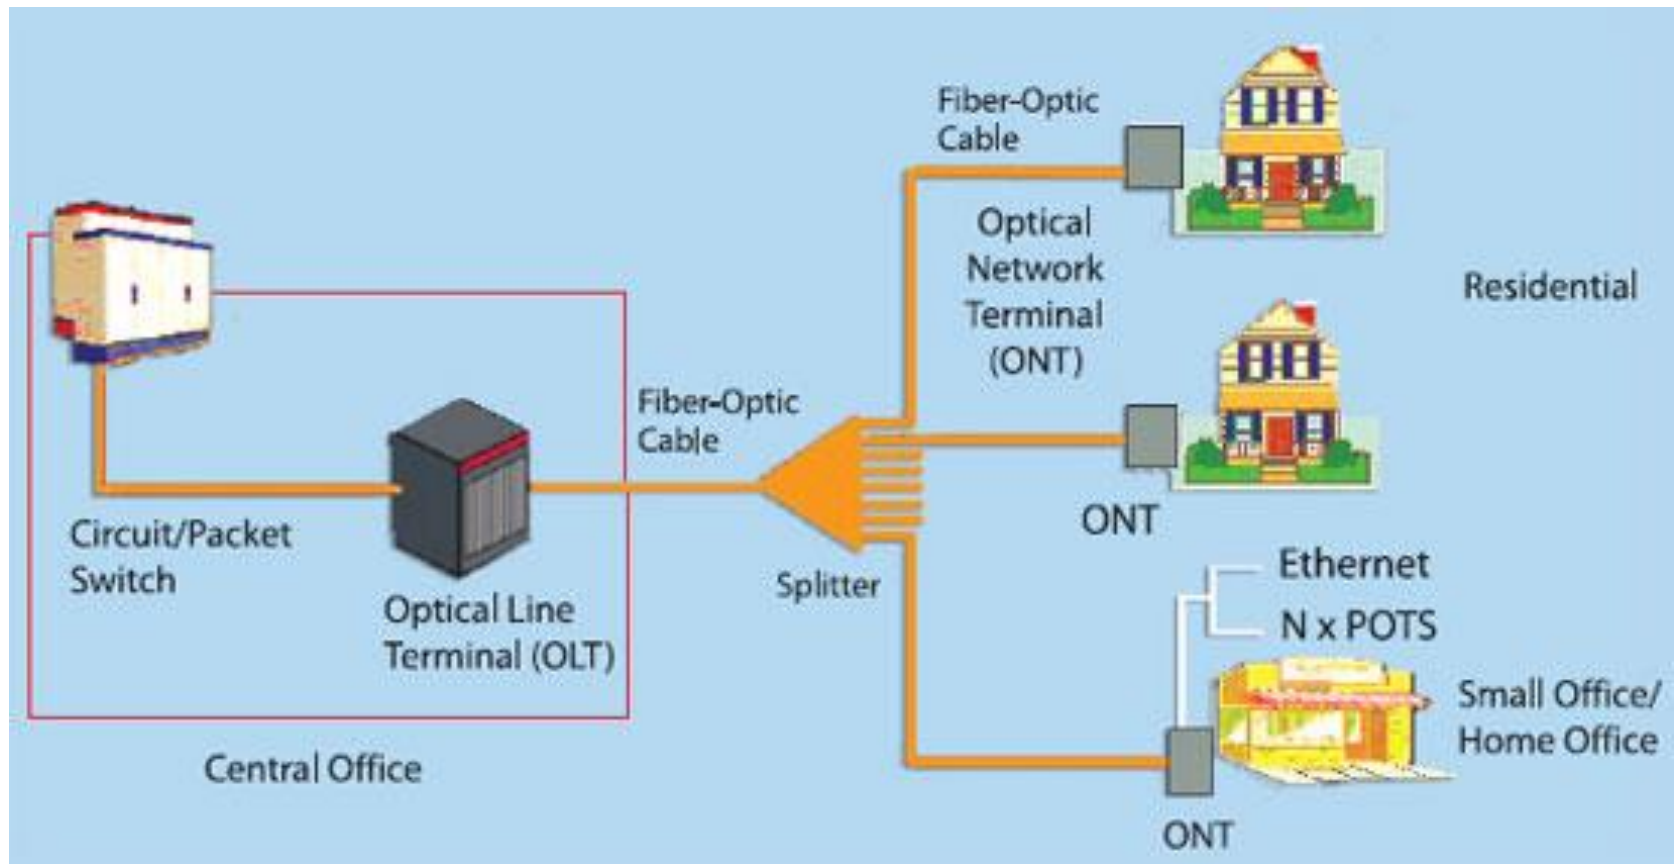 Fiber-Optic
Cable
Optical
Network
Terminal
(ONT)
Residential
Fiber-Optic
Cable
Circuit/Packet
Switch
Optical Line
Terminal (OLT)
Splitter
ONT
Ethernet
N x POTS
Small Office/
Home Office
Central Office
ONT